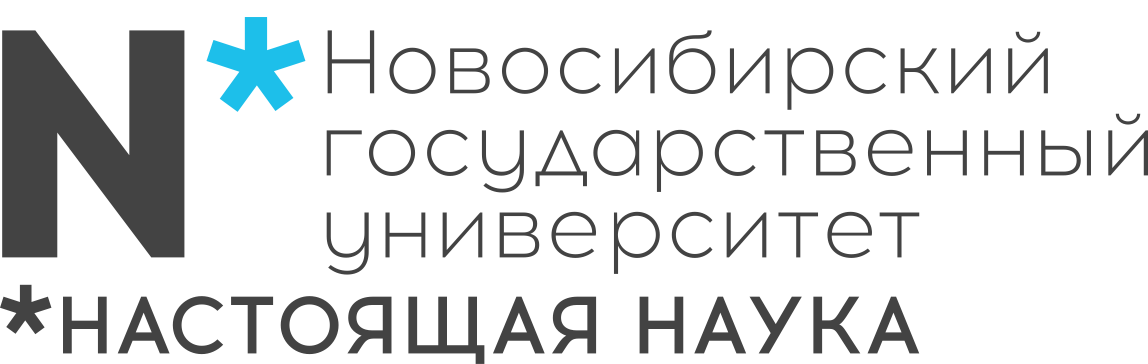 N*
Новосибирский
государственный
университет
*НАСТОЯЩАЯ НАУКА